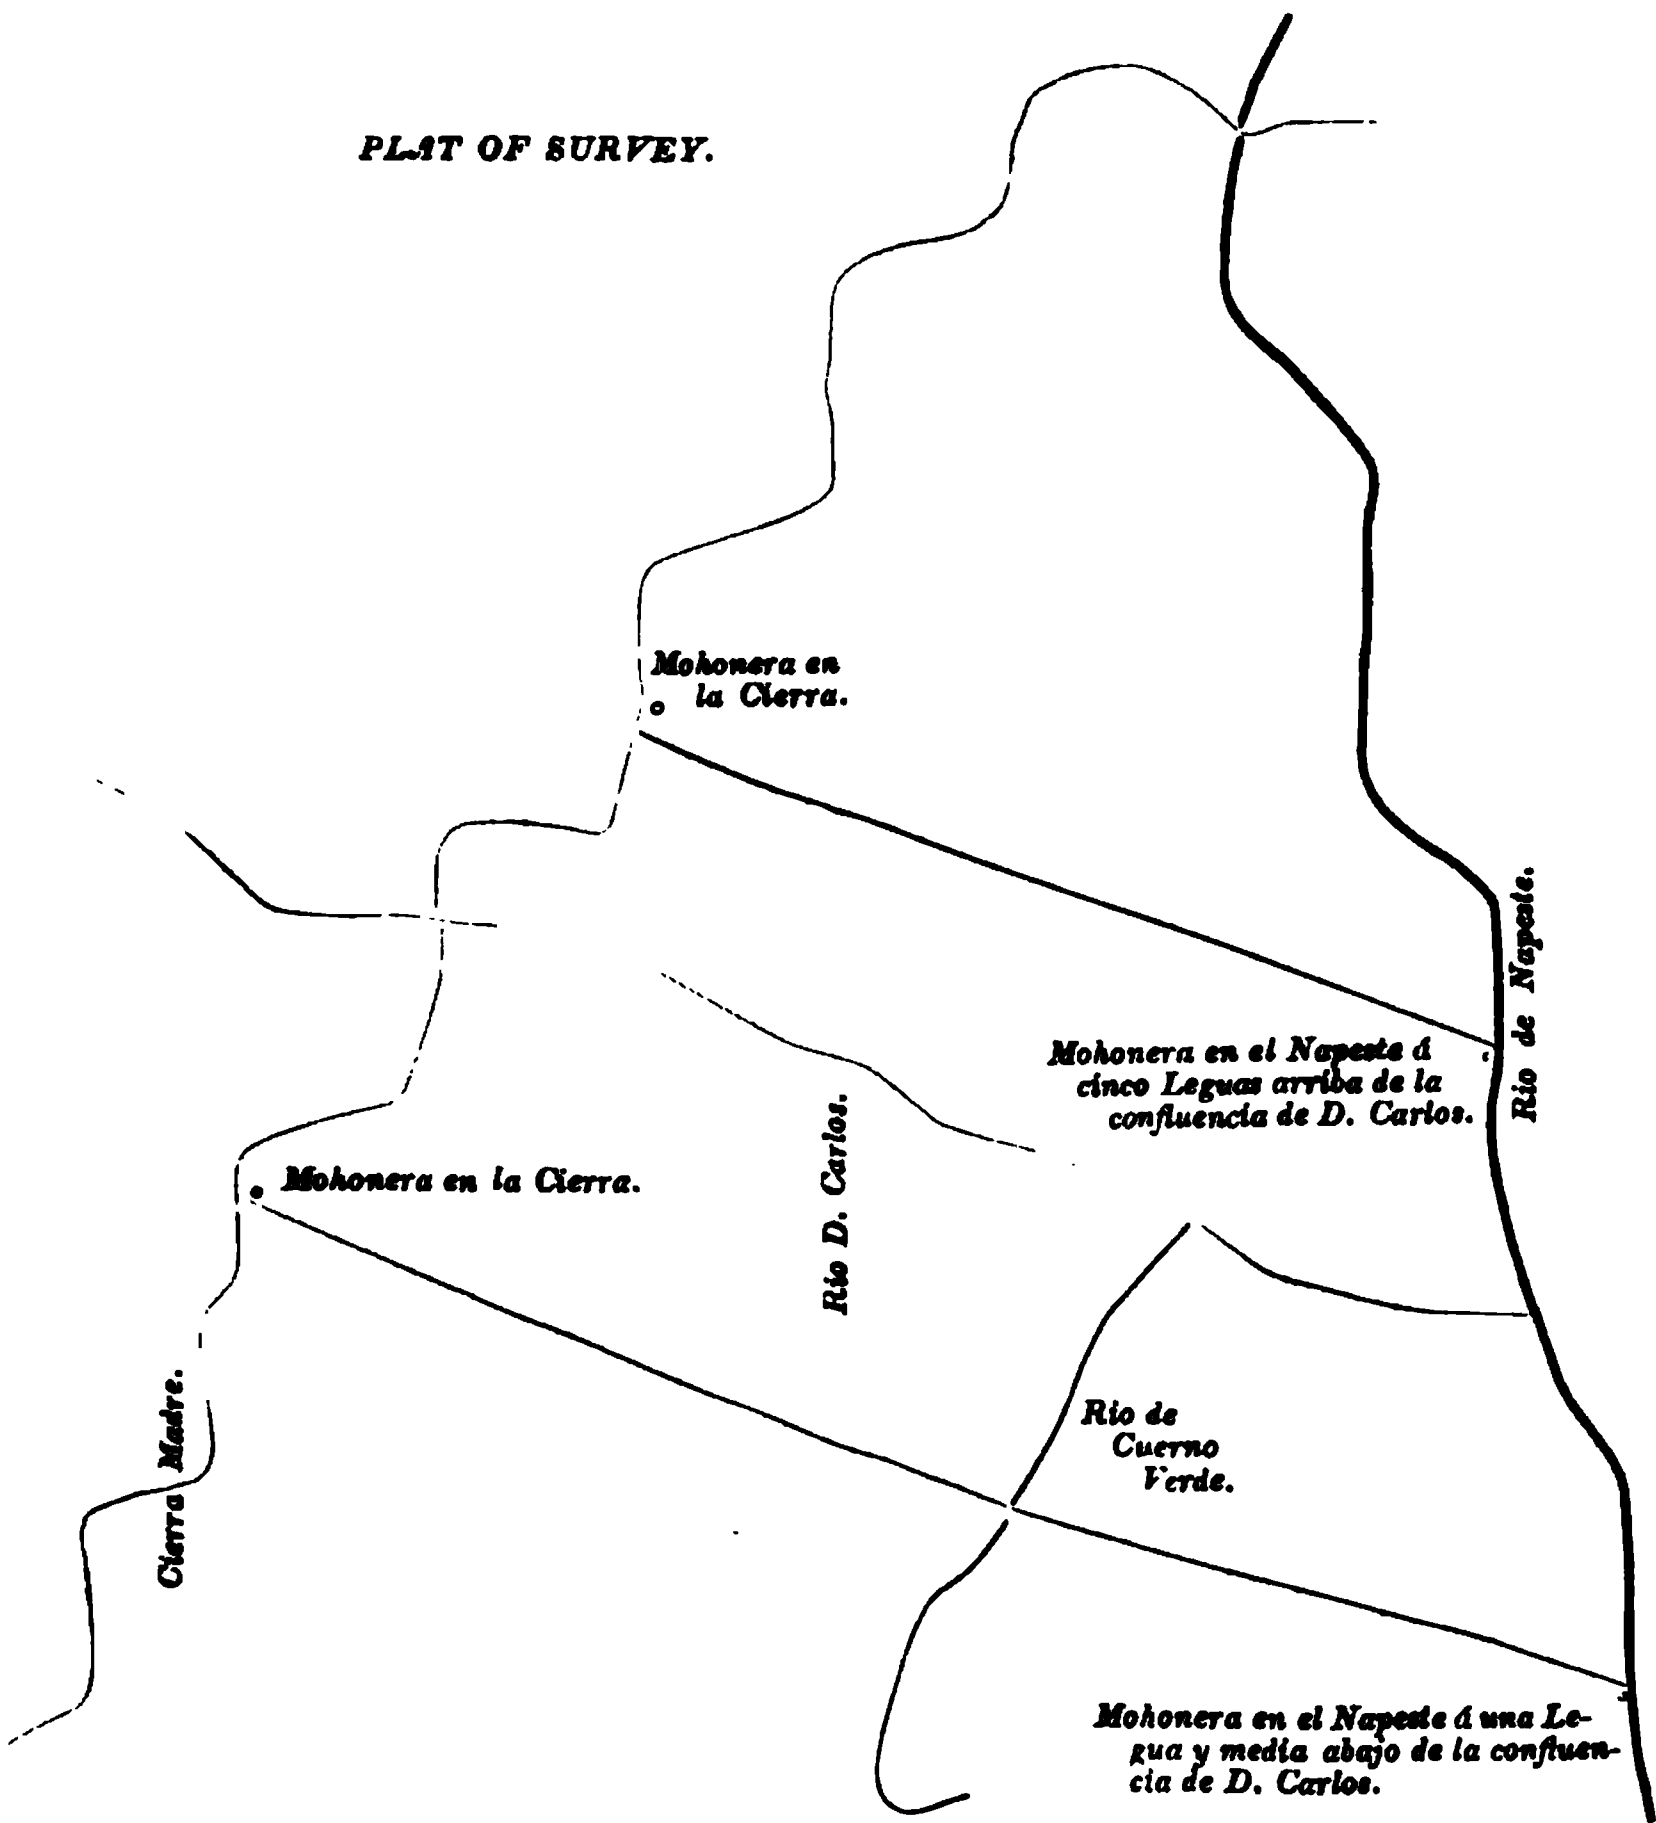 PLAT OF SURVEY.
Mohonera en
la Cierra.
Rio de Napeste.
Mohonera en el Napeste á
cinco Leguas arriba de la
confluencia de D. Carlos.
Rio D. Carlos.
Mohonera en la Cierra.
Cierra Madre.
Rio de
Cuerno
Verde.
Mohonera en el Napeste á una Le-
gua y media abajo de la confluen-
cia de D. Carlos.